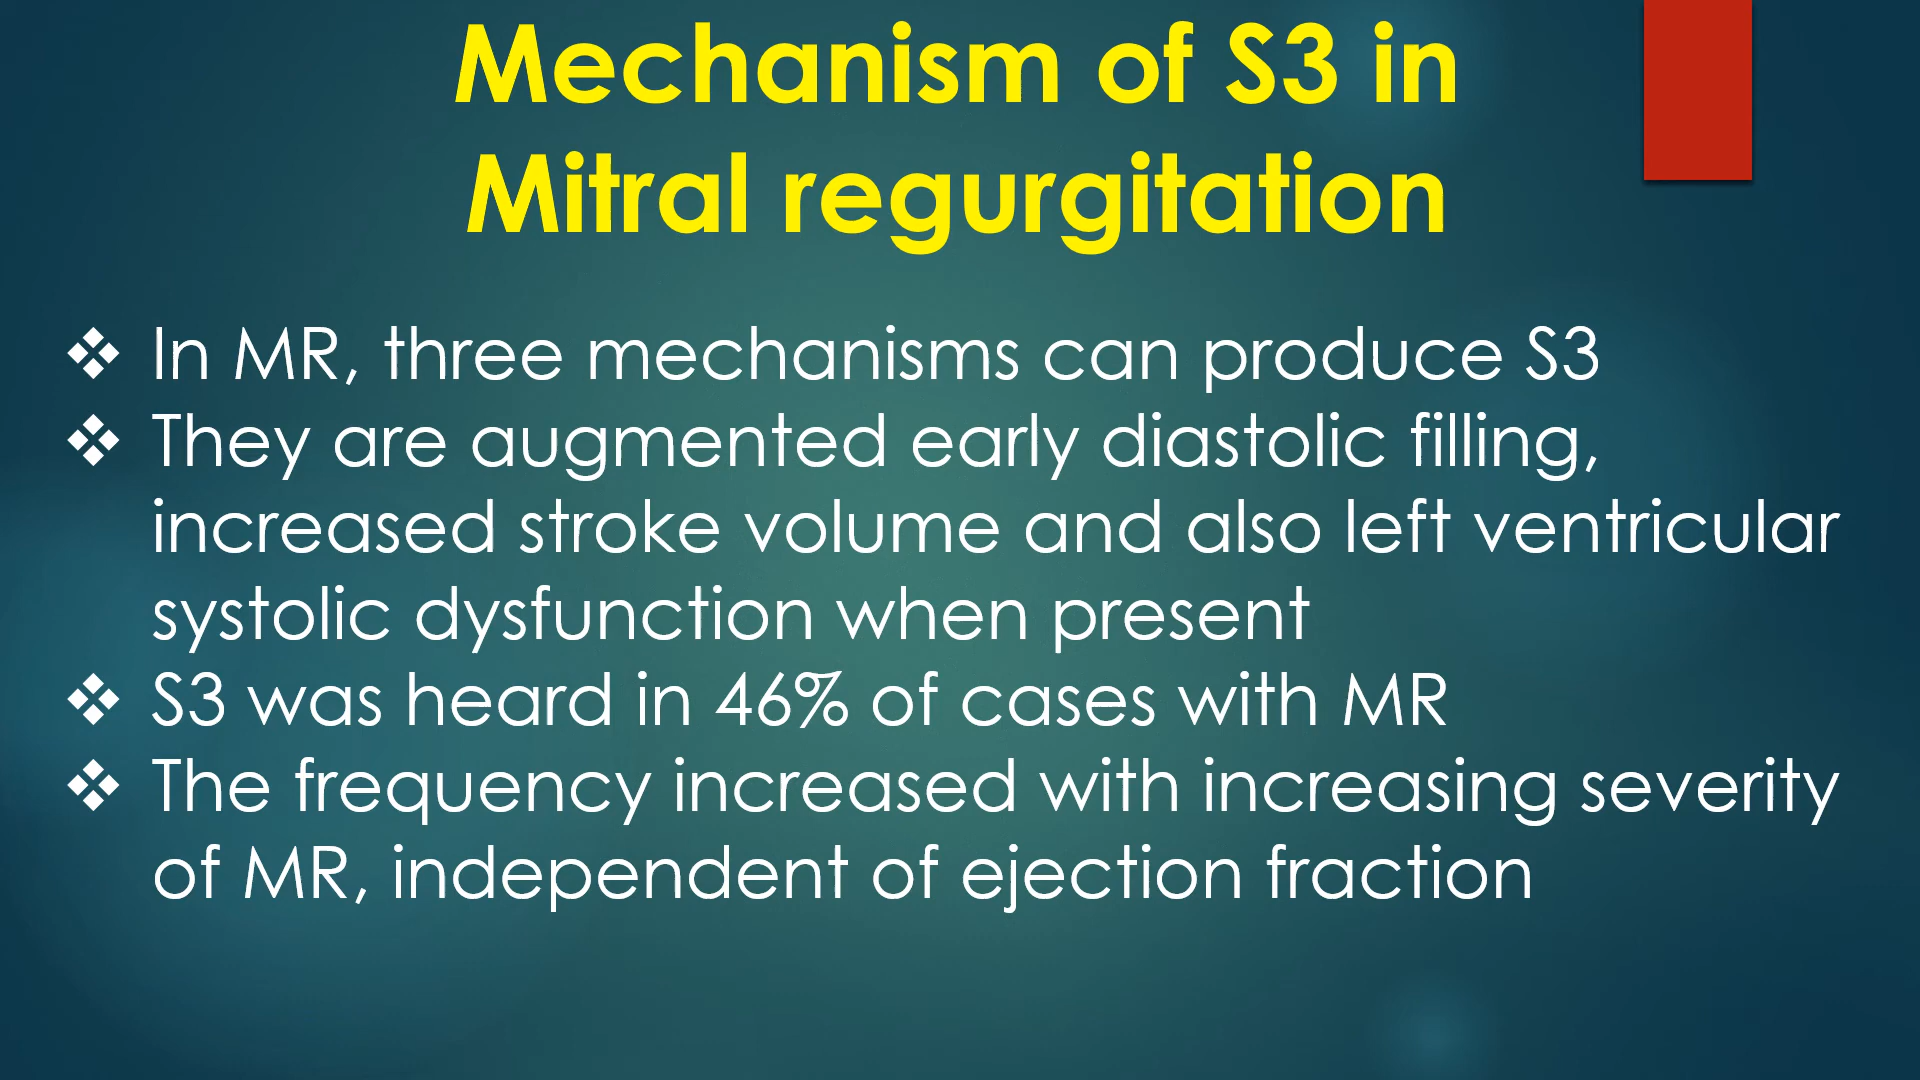 Mechanism of S3 in
Mitral regurgitation
❖ In MR, three mechanisms can produce S3
❖ They are augmented early diastolic filling,
increased stroke volume and also left ventricular
systolic dysfunction when present
❖ S3 was heard in 46% of cases with MR
❖ The frequency increased with increasing severity
of MR, independent of ejection fraction